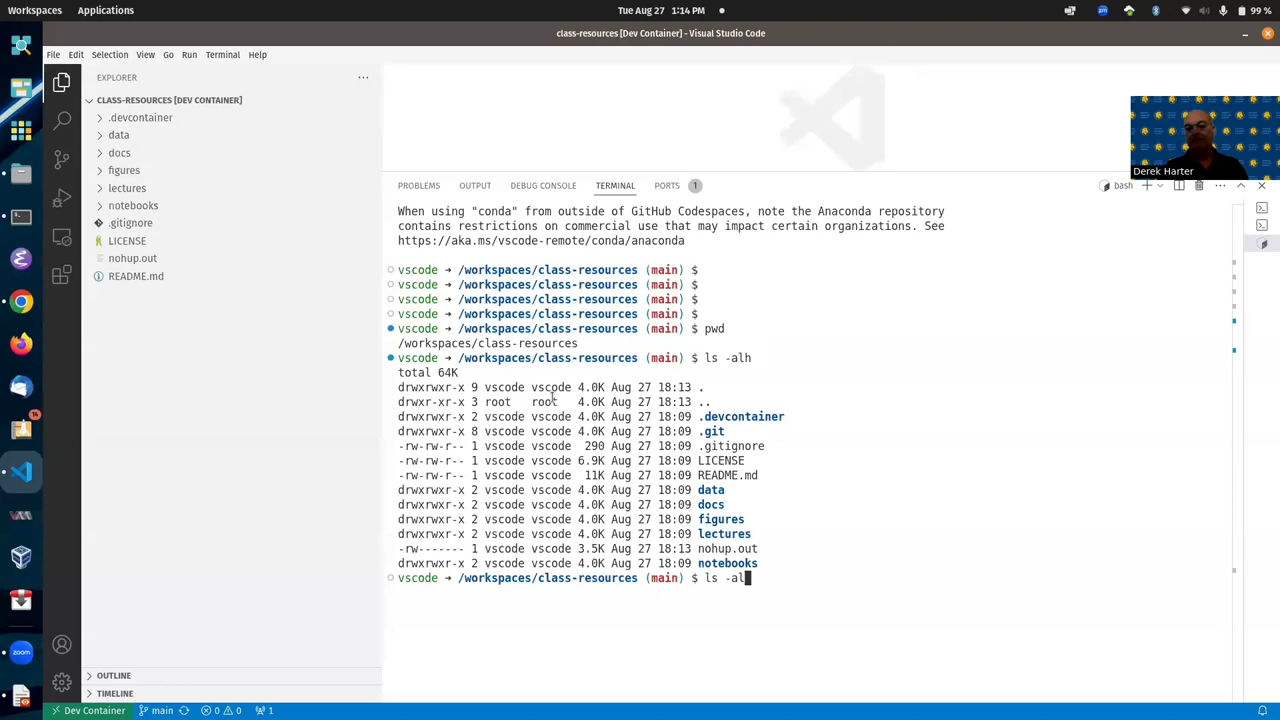 Workspaces Applications Tue Aug 27 1:14 PM 99 %
class-resources [Dev Container] - Visual Studio Code
File Edit Selection View Go Run Terminal Help
EXPLORER
CLASS-RESOURCES [DEV CONTAINER]
.devcontainer
data
docs
figures
lectures
notebooks
.gitignore
LICENSE
nohup.out
README.md
OUTLINE
TIMELINE
14
zoom
Derek Harter
PROBLEMS OUTPUT DEBUG CONSOLE TERMINAL PORTS 1 bash
When using "conda" from outside of GitHub Codespaces, note the Anaconda repository
contains restrictions on commercial use that may impact certain organizations. See
https://aka.ms/vscode-remote/conda/anaconda
vscode → /workspaces/class-resources (main) $
vscode → /workspaces/class-resources (main) $
vscode → /workspaces/class-resources (main) $
vscode → /workspaces/class-resources (main) $
vscode → /workspaces/class-resources (main) $ pwd
/workspaces/class-resources
vscode → /workspaces/class-resources (main) $ ls -alh
total 64K
drwxrwxr-x 9 vscode vscode 4.0K Aug 27 18:13 .
drwxr-xr-x 3 root root 4.0K Aug 27 18:13 ..
drwxrwxr-x 2 vscode vscode 4.0K Aug 27 18:09 .devcontainer
drwxrwxr-x 8 vscode vscode 4.0K Aug 27 18:09 .git
-rw-rw-r-- 1 vscode vscode 290 Aug 27 18:09 .gitignore
-rw-rw-r-- 1 vscode vscode 6.9K Aug 27 18:09 LICENSE
-rw-rw-r-- 1 vscode vscode 11K Aug 27 18:09 README.md
drwxrwxr-x 2 vscode vscode 4.0K Aug 27 18:09 data
drwxrwxr-x 2 vscode vscode 4.0K Aug 27 18:09 docs
drwxrwxr-x 2 vscode vscode 4.0K Aug 27 18:09 figures
drwxrwxr-x 2 vscode vscode 4.0K Aug 27 18:09 lectures
-rw------- 1 vscode vscode 3.5K Aug 27 18:13 nohup.out
drwxrwxr-x 2 vscode vscode 4.0K Aug 27 18:09 notebooks
vscode → /workspaces/class-resources (main) $ ls -al
Dev Container main 0 0 1